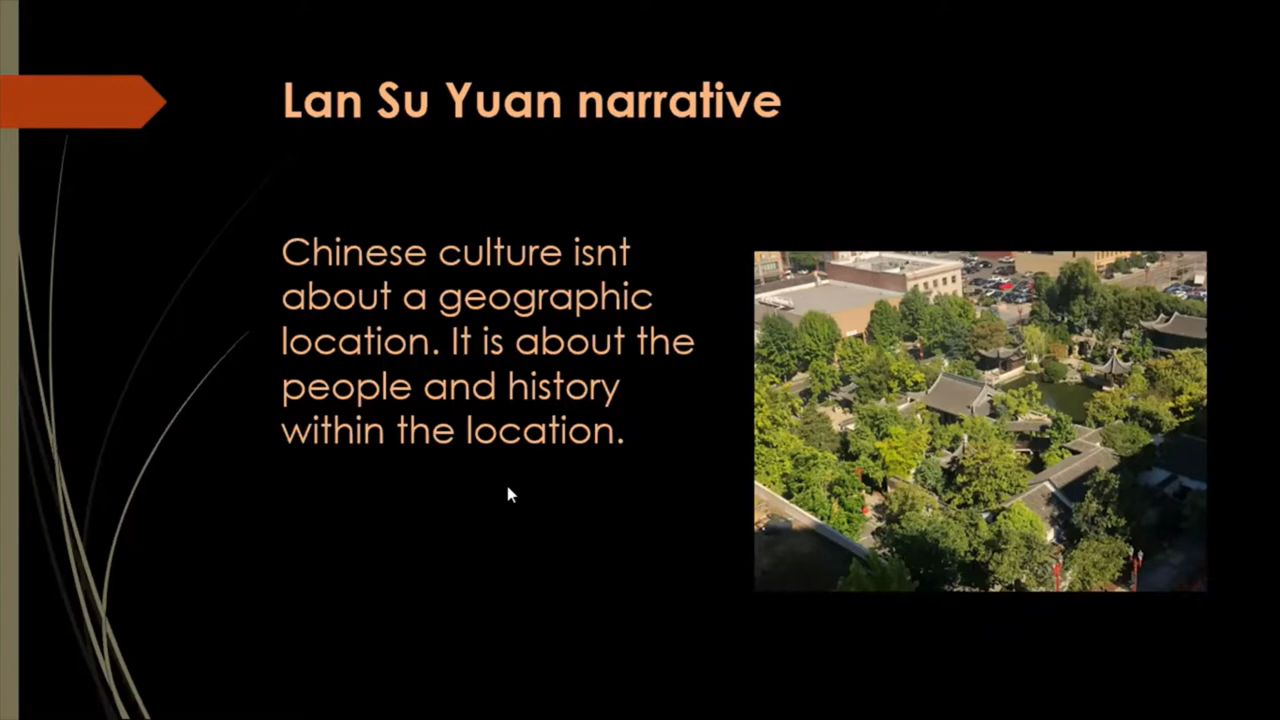 Lan Su Yuan narrative
Chinese culture isnt
about a geographic
location. It is about the
people and history
within the location.